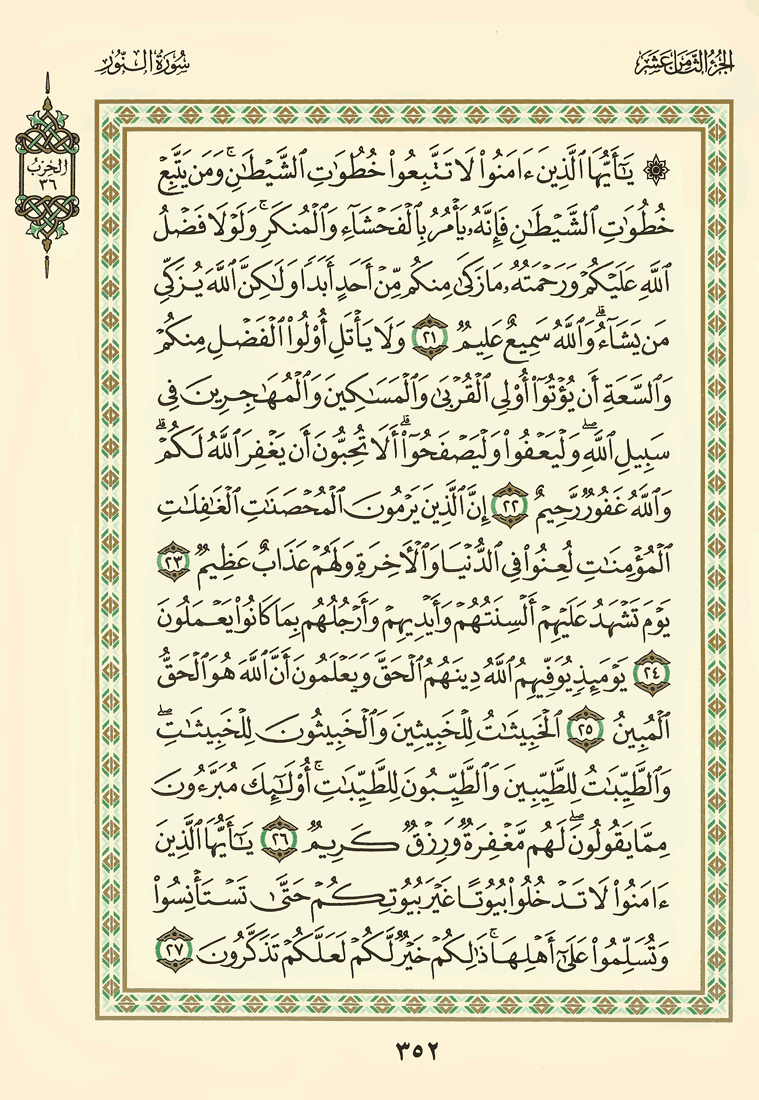 الجزء الثامن عشر
سورة النور
الحزب
٣٦
۞ يَٰٓأَيُّهَا ٱلَّذِينَ ءَامَنُوا۟ لَا تَتَّبِعُوا۟ خُطُوَٰتِ ٱلشَّيْطَٰنِ ۚ وَمَن يَتَّبِعْ
خُطُوَٰتِ ٱلشَّيْطَٰنِ فَإِنَّهُۥ يَأْمُرُ بِٱلْفَحْشَآءِ وَٱلْمُنكَرِ ۚ وَلَوْلَا فَضْلُ
ٱللَّهِ عَلَيْكُمْ وَرَحْمَتُهُۥ مَا زَكَىٰ مِنكُم مِّنْ أَحَدٍ أَبَدًا وَلَٰكِنَّ ٱللَّهَ يُزَكِّى
مَن يَشَآءُ ۗ وَٱللَّهُ سَمِيعٌ عَلِيمٌ ٢١ وَلَا يَأْتَلِ أُو۟لُوا۟ ٱلْفَضْلِ مِنكُمْ
وَٱلسَّعَةِ أَن يُؤْتُوٓا۟ أُو۟لِى ٱلْقُرْبَىٰ وَٱلْمَسَٰكِينَ وَٱلْمُهَٰجِرِينَ فِى
سَبِيلِ ٱللَّهِ ۖ وَلْيَعْفُوا۟ وَلْيَصْفَحُوٓا۟ ۗ أَلَا تُحِبُّونَ أَن يَغْفِرَ ٱللَّهُ لَكُمْ ۗ
وَٱللَّهُ غَفُورٌ رَّحِيمٌ ٢٢ إِنَّ ٱلَّذِينَ يَرْمُونَ ٱلْمُحْصَنَٰتِ ٱلْغَٰفِلَٰتِ
ٱلْمُؤْمِنَٰتِ لُعِنُوا۟ فِى ٱلدُّنْيَا وَٱلْءَاخِرَةِ وَلَهُمْ عَذَابٌ عَظِيمٌ ٢٣
يَوْمَ تَشْهَدُ عَلَيْهِمْ أَلْسِنَتُهُمْ وَأَيْدِيهِمْ وَأَرْجُلُهُم بِمَا كَانُوا۟ يَعْمَلُونَ
٢٤ يَوْمَئِذٍ يُوَفِّيهِمُ ٱللَّهُ دِينَهُمُ ٱلْحَقَّ وَيَعْلَمُونَ أَنَّ ٱللَّهَ هُوَ ٱلْحَقُّ
ٱلْمُبِينُ ٢٥ ٱلْخَبِيثَٰتُ لِلْخَبِيثِينَ وَٱلْخَبِيثُونَ لِلْخَبِيثَٰتِ ۖ
وَٱلطَّيِّبَٰتُ لِلطَّيِّبِينَ وَٱلطَّيِّبُونَ لِلطَّيِّبَٰتِ ۚ أُو۟لَٰٓئِكَ مُبَرَّءُونَ
مِمَّا يَقُولُونَ ۖ لَهُم مَّغْفِرَةٌ وَرِزْقٌ كَرِيمٌ ٢٦ يَٰٓأَيُّهَا ٱلَّذِينَ
ءَامَنُوا۟ لَا تَدْخُلُوا۟ بُيُوتًا غَيْرَ بُيُوتِكُمْ حَتَّىٰ تَسْتَأْنِسُوا۟
وَتُسَلِّمُوا۟ عَلَىٰٓ أَهْلِهَا ۚ ذَٰلِكُمْ خَيْرٌ لَّكُمْ لَعَلَّكُمْ تَذَكَّرُونَ ٢٧
٣٥٢